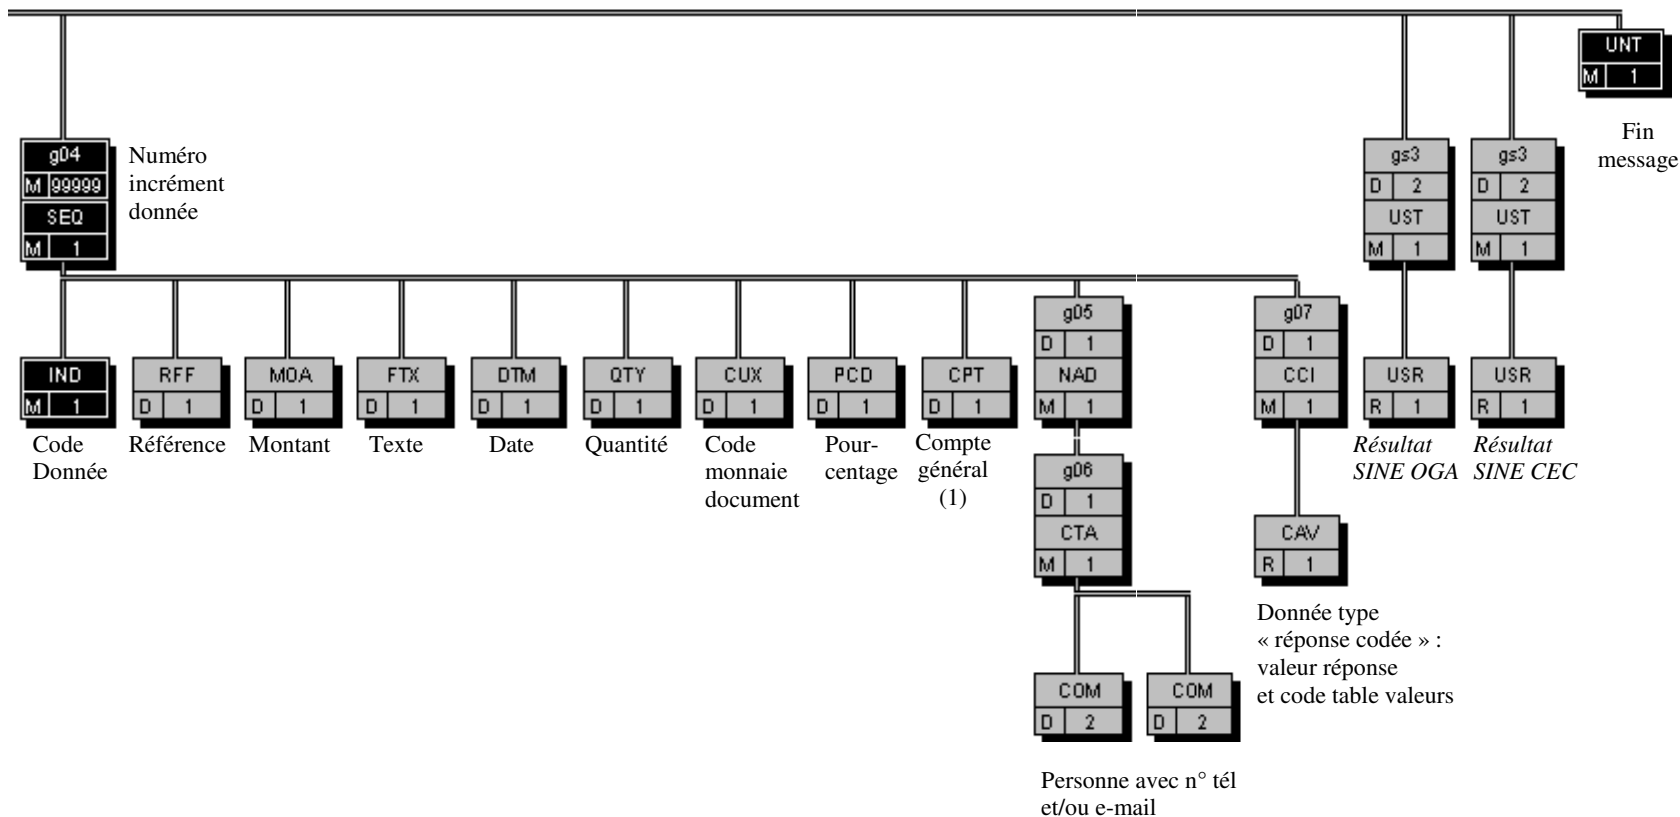 UNT
M 1
Fin
message
g04
M 99999
SEQ
M 1
Numéro
incrément
donnée
gs3
D 2
UST
M 1
gs3
D 2
UST
M 1
IND
M 1
Code
Donnée
RFF
D 1
Référence
MOA
D 1
Montant
FTX
D 1
Texte
DTM
D 1
Date
QTY
D 1
Quantité
CUX
D 1
Code
monnaie
document
PCD
D 1
Pour-
centage
CPT
D 1
Compte
général
(1)
g05
D 1
NAD
M 1
g06
D 1
CTA
M 1
COM
D 2
COM
D 2
Personne avec n° tél
et/ou e-mail
g07
D 1
CCI
M 1
CAV
R 1
Donnée type
« réponse codée » :
valeur réponse
et code table valeurs
USR
R 1
Résultat
SINE OGA
USR
R 1
Résultat
SINE CEC